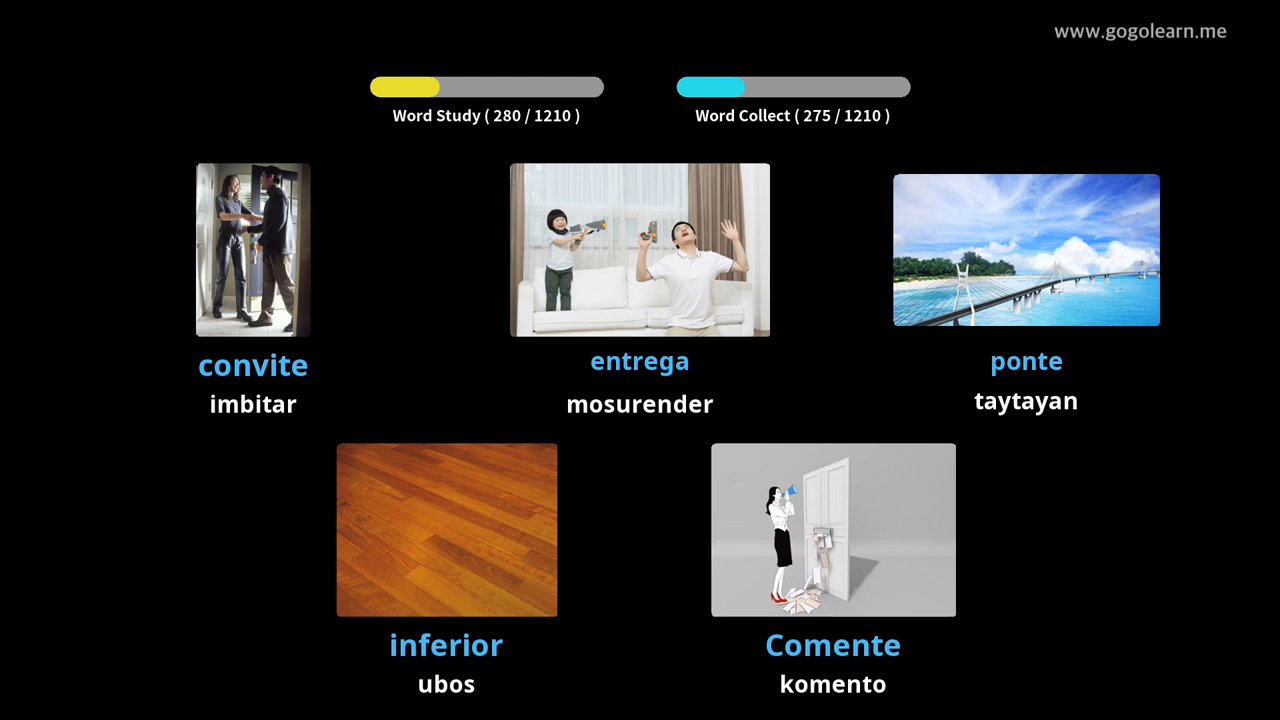 www.gogolearn.me
Word Study ( 280 / 1210 )
Word Collect ( 275 / 1210 )
convite
imbitar
entrega
mosurender
ponte
taytayan
inferior
ubos
Comente
komento